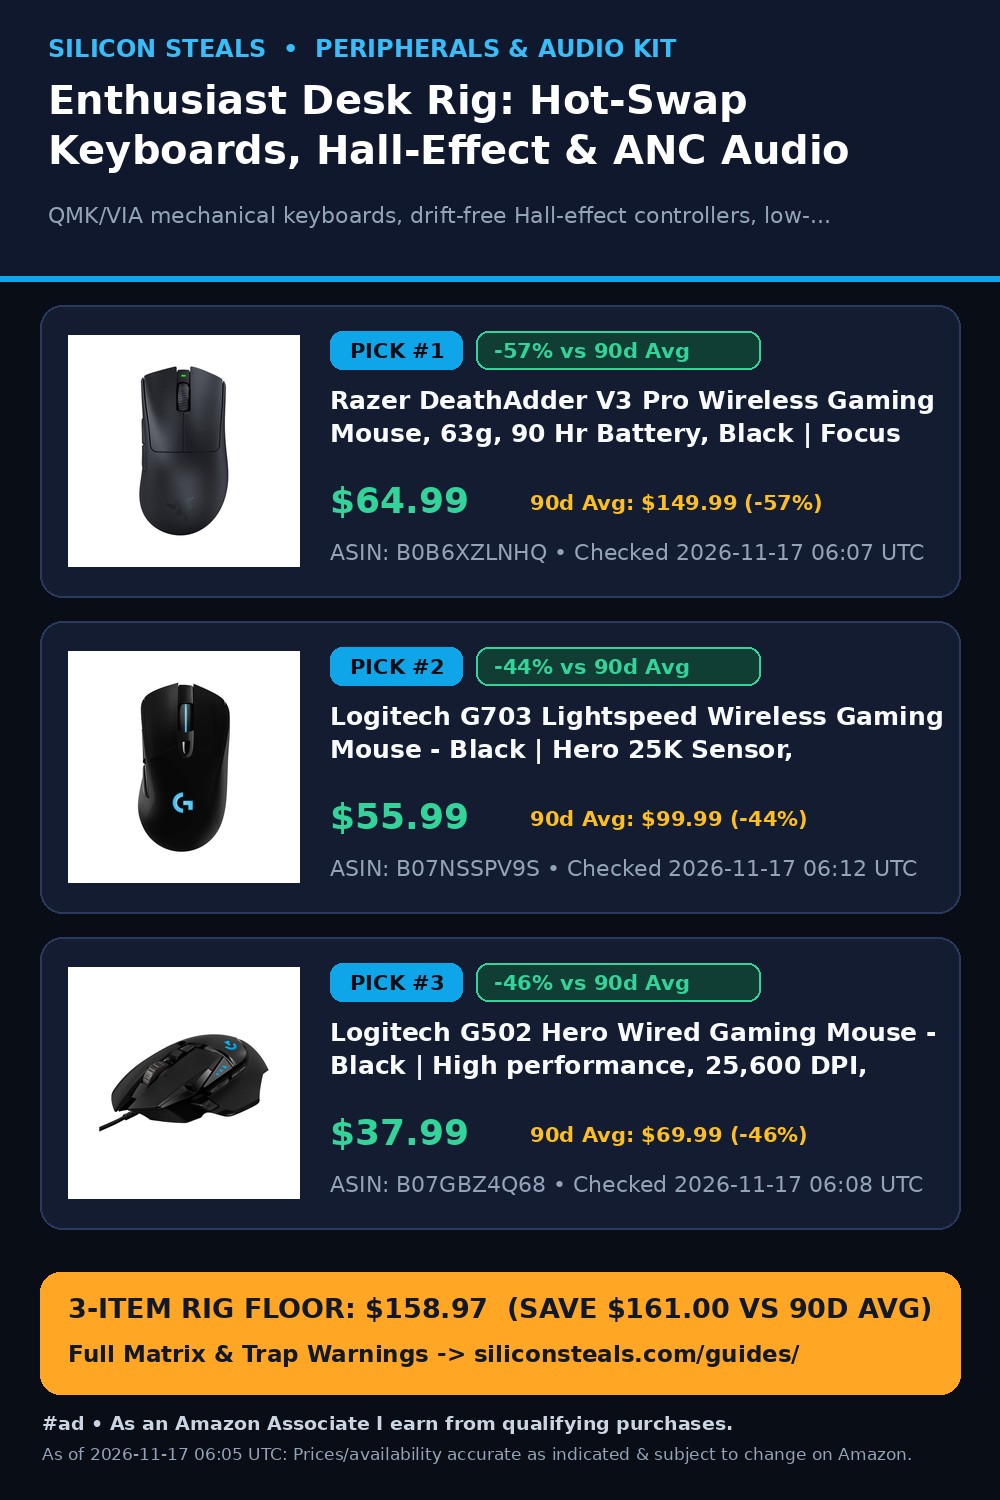 SILICON STEALS • PERIPHERALS & AUDIO KIT
Enthusiast Desk Rig: Hot-Swap
Keyboards, Hall-Effect & ANC Audio
QMK/VIA mechanical keyboards, drift-free Hall-effect controllers, low-...
PICK #1
-57% vs 90d Avg
Razer DeathAdder V3 Pro Wireless Gaming
Mouse, 63g, 90 Hr Battery, Black | Focus
$64.99
90d Avg: $149.99 (-57%)
ASIN: B0B6XZLNHQ • Checked 2026-11-17 06:07 UTC
PICK #2
-44% vs 90d Avg
Logitech G703 Lightspeed Wireless Gaming
Mouse - Black | Hero 25K Sensor,
$55.99
90d Avg: $99.99 (-44%)
ASIN: B07NSSPV9S • Checked 2026-11-17 06:12 UTC
PICK #3
-46% vs 90d Avg
Logitech G502 Hero Wired Gaming Mouse -
Black | High performance, 25,600 DPI,
$37.99
90d Avg: $69.99 (-46%)
ASIN: B07GBZ4Q68 • Checked 2026-11-17 06:08 UTC
3-ITEM RIG FLOOR: $158.97 (SAVE $161.00 VS 90D AVG)
Full Matrix & Trap Warnings -> siliconsteals.com/guides/
#ad • As an Amazon Associate I earn from qualifying purchases.
As of 2026-11-17 06:05 UTC: Prices/availability accurate as indicated & subject to change on Amazon.